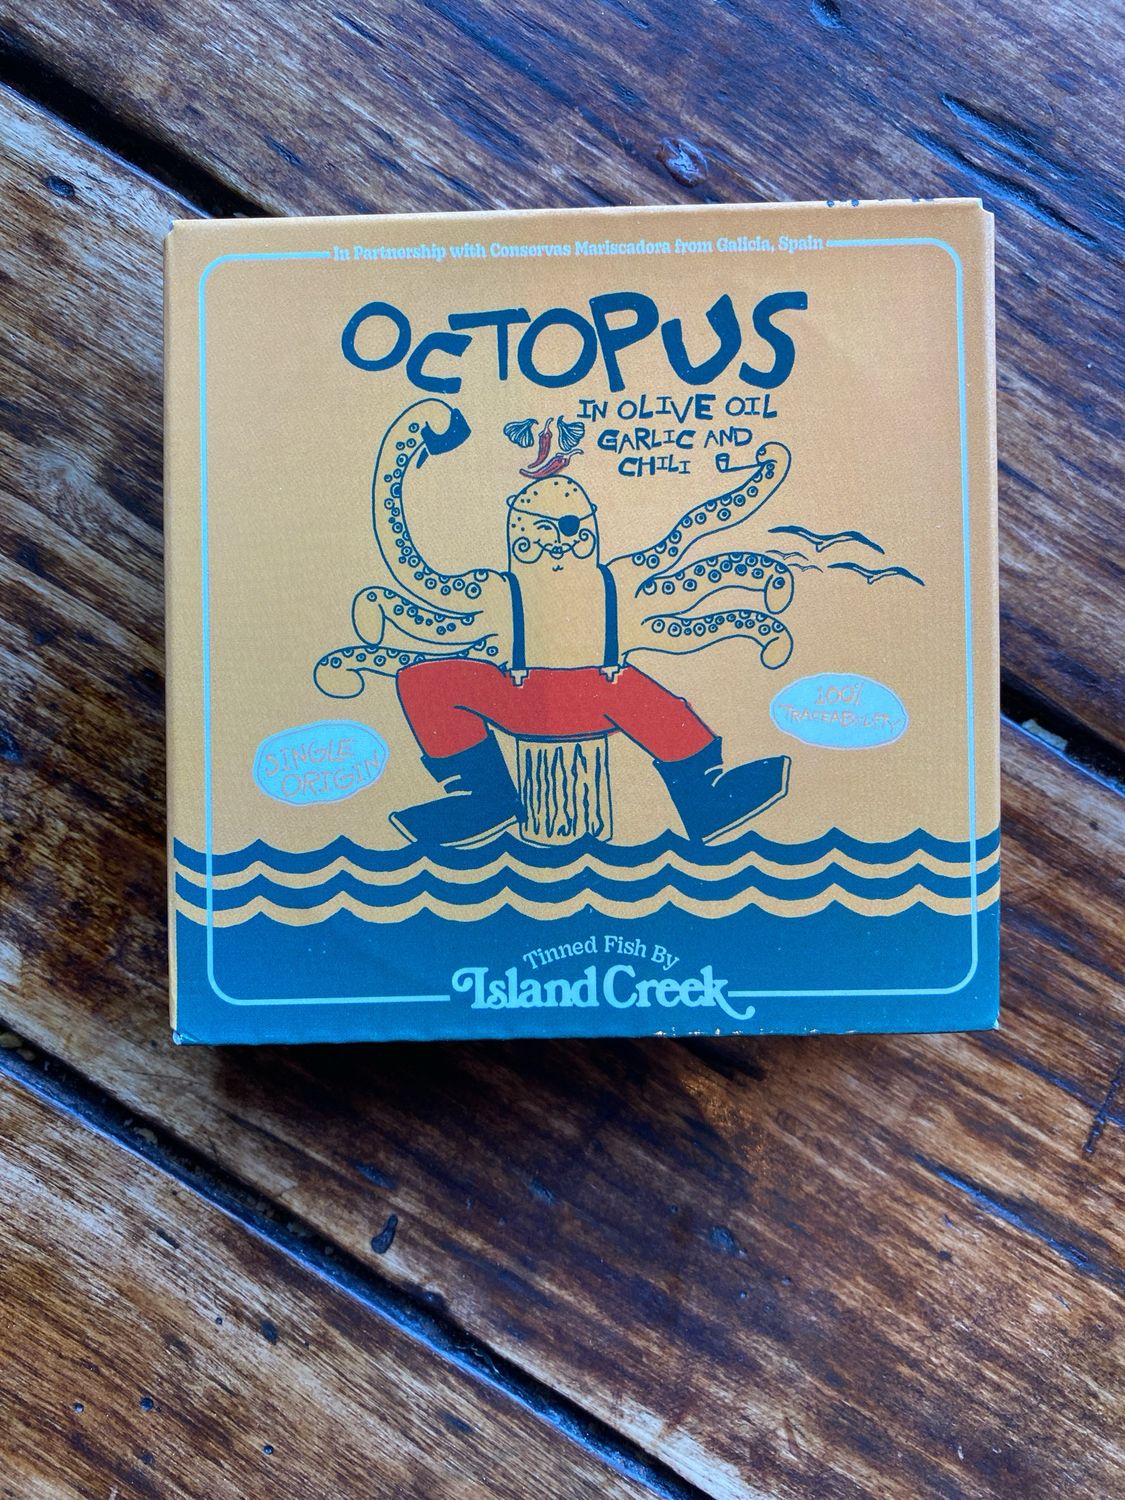 In Partnership with Conservas Mariscadora from Galicia, Spain
OCTOPUS
IN OLIVE OIL
GARLIC AND
CHILI
100%
TRACEABILITY
SINGLE
ORIGIN
Tinned Fish By
Island Creek